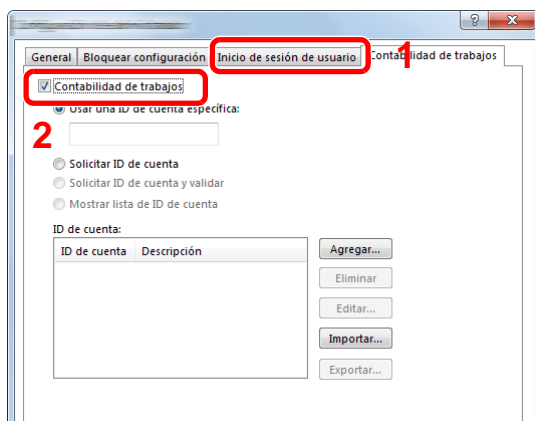 General Bloquear configuración Inicio de sesión de usuario Contabilidad de trabajos
1
Contabilidad de trabajos
Usar una ID de cuenta específica:
2
Solicitar ID de cuenta
Solicitar ID de cuenta y validar
Mostrar lista de ID de cuenta
ID de cuenta:
ID de cuenta Descripción
Agregar...
Eliminar
Editar...
Importar...
Exportar...